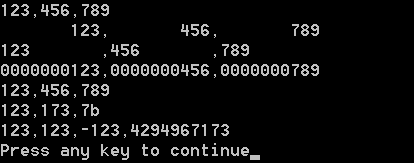 123,456,789
       123,       456,       789
123       ,456       ,789
0000000123,0000000456,0000000789
123,456,789
123,173,7b
123,123,-123,4294967173
Press any key to continue_